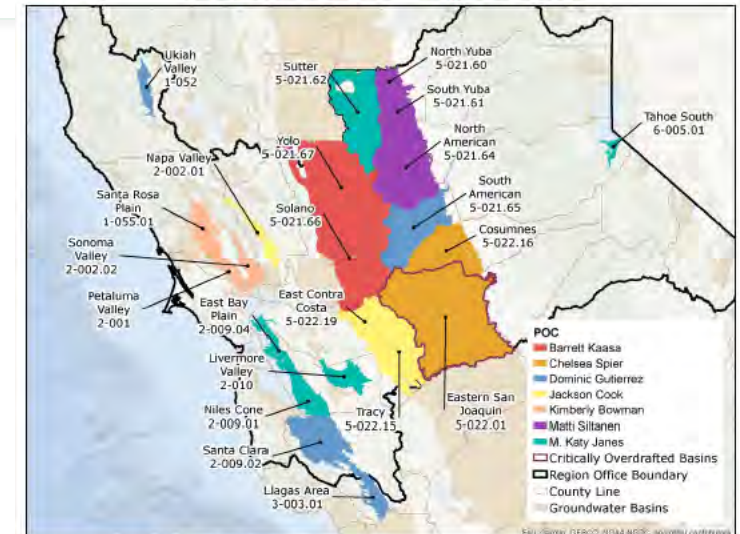 Ukiah
Valley
1-052
Sutter
5-021.62
North Yuba
5-021.60
South Yuba
5-021.61
Tahoe South
6-005.01
Yolo
5-021.67
North
American
5-021.64
Napa Valley
2-002.01
Santa Rosa
Plain
1-055.01
Solano
5-021.66
South
American
5-021.65
Cosumnes
5-022.16
Sonoma
Valley
2-002.02
Petaluma
Valley
2-001
East Bay
Plain
2-009.04
East Contra
Costa
5-022.19
Livermore
Valley
2-010
Niles Cone
2-009.01
Tracy
5-022.15
Eastern San
Joaquin
5-022.01
Santa Clara
2-009.02
Llagas Area
3-003.01
POC
Barrett Kaasa
Chelsea Spier
Dominic Gutierrez
Jackson Cook
Kimberly Bowman
Matti Siltanen
M. Katy Janes
Critically Overdrafted Basins
Region Office Boundary
County Line
Groundwater Basins